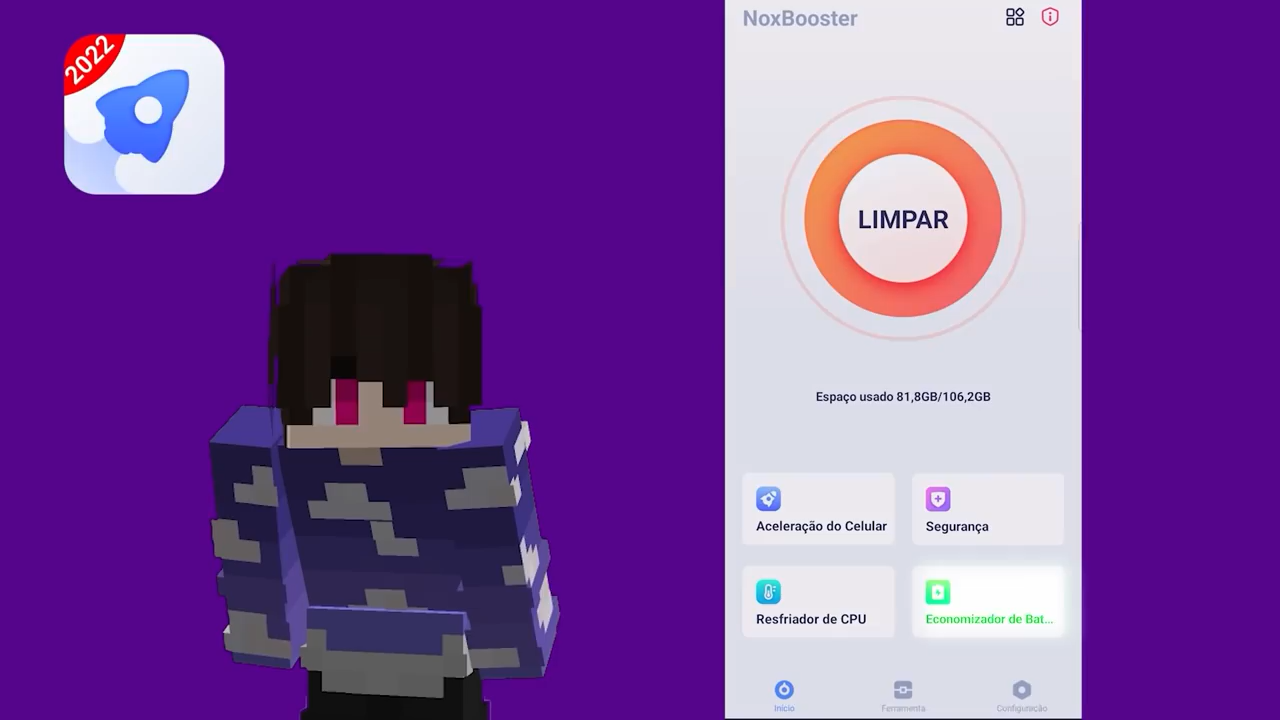 2022
NoxBooster
LIMPAR
Espaço usado 81,8GB/106,2GB
Aceleração do Celular
Segurança
Resfriador de CPU
Economizador de Bat...
Início
Ferramenta
Configuração